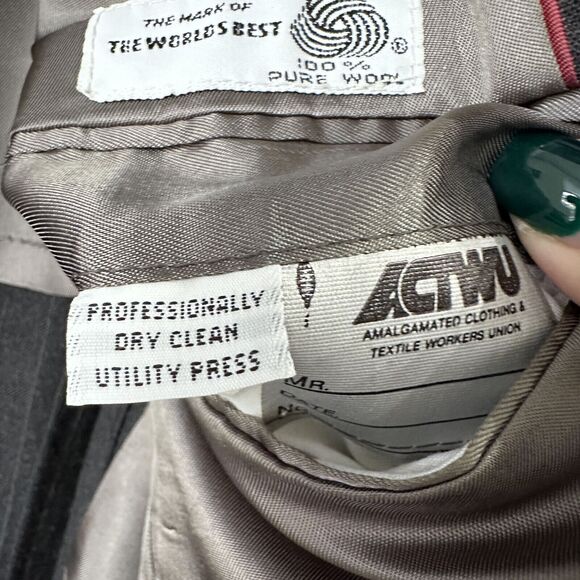 THE MARK OF
THE WORLDS BEST
®
100%
PURE WOOL
PROFESSIONALLY
DRY CLEAN
UTILITY PRESS
ACTWU
AMALGAMATED CLOTHING &
TEXTILE WORKERS UNION
MR.
DATE